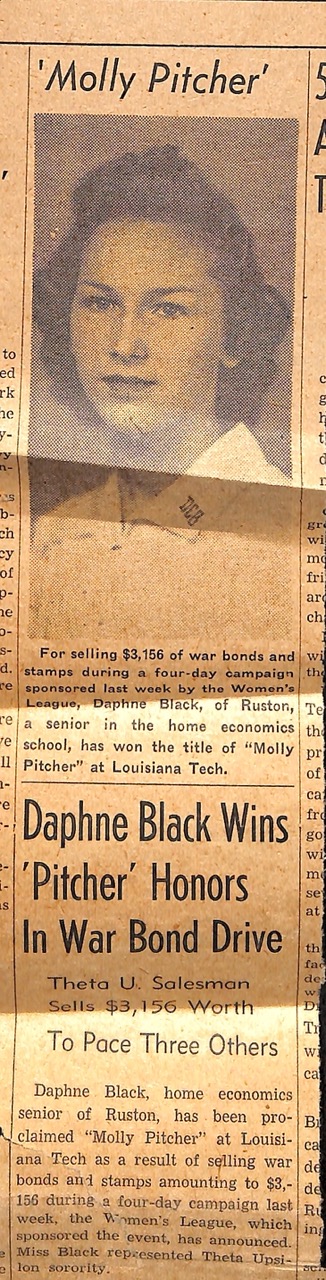 'Molly Pitcher'
DCB
For selling $3,156 of war bonds and
stamps during a four-day campaign
sponsored last week by the Women's
League, Daphne Black, of Ruston,
a senior in the home economics
school, has won the title of "Molly
Pitcher" at Louisiana Tech.
Daphne Black Wins
'Pitcher' Honors
In War Bond Drive
Theta U. Salesman
Sells $3,156 Worth
To Pace Three Others
Daphne Black, home economics
senior of Ruston, has been pro-
claimed "Molly Pitcher" at Louisi-
ana Tech as a result of selling war
bonds and stamps amounting to $3,-
156 during a four-day campaign last
week, the Women's League, which
sponsored the event, has announced.
Miss Black represented Theta Upsi-
lon sorority.